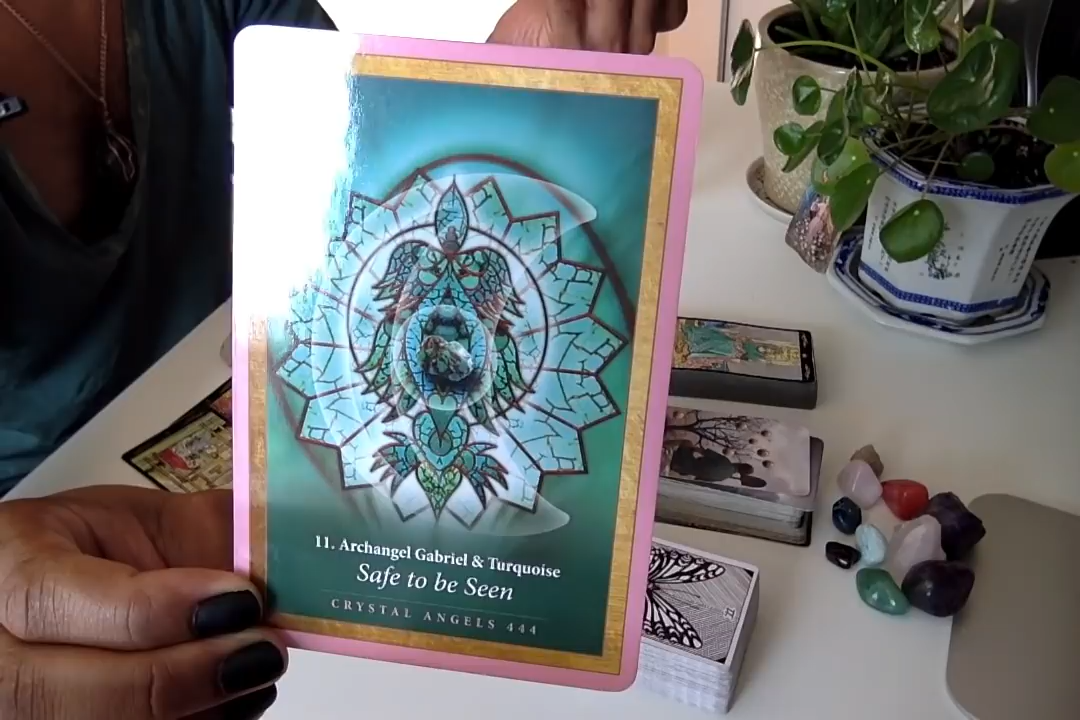 11. Archangel Gabriel & Turquoise
Safe to be Seen
CRYSTAL ANGELS 444